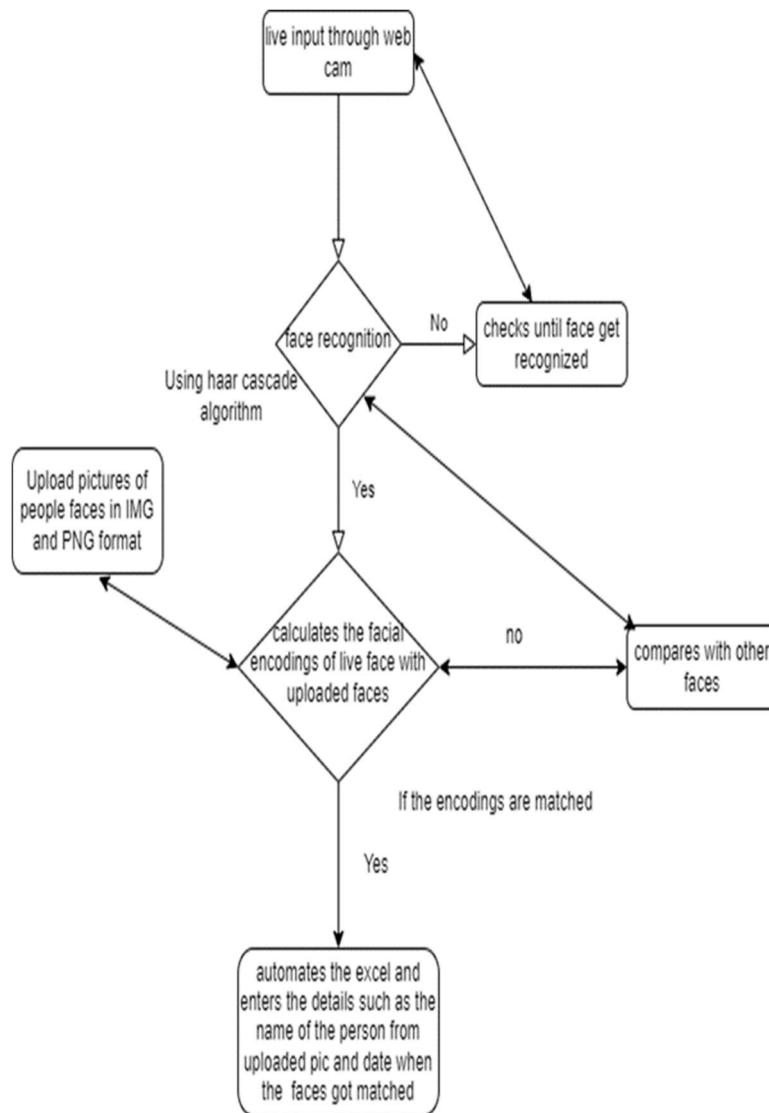 live input through web
cam
face recognition
No
checks until face get
recognized
Using haar cascade
algorithm
Yes
Upload pictures of
people faces in IMG
and PNG format
calculates the facial
encodings of live face with
uploaded faces
no
compares with other
faces
If the encodings are matched
Yes
automates the excel and
enters the details such as the
name of the person from
uploaded pic and date when
the faces got matched